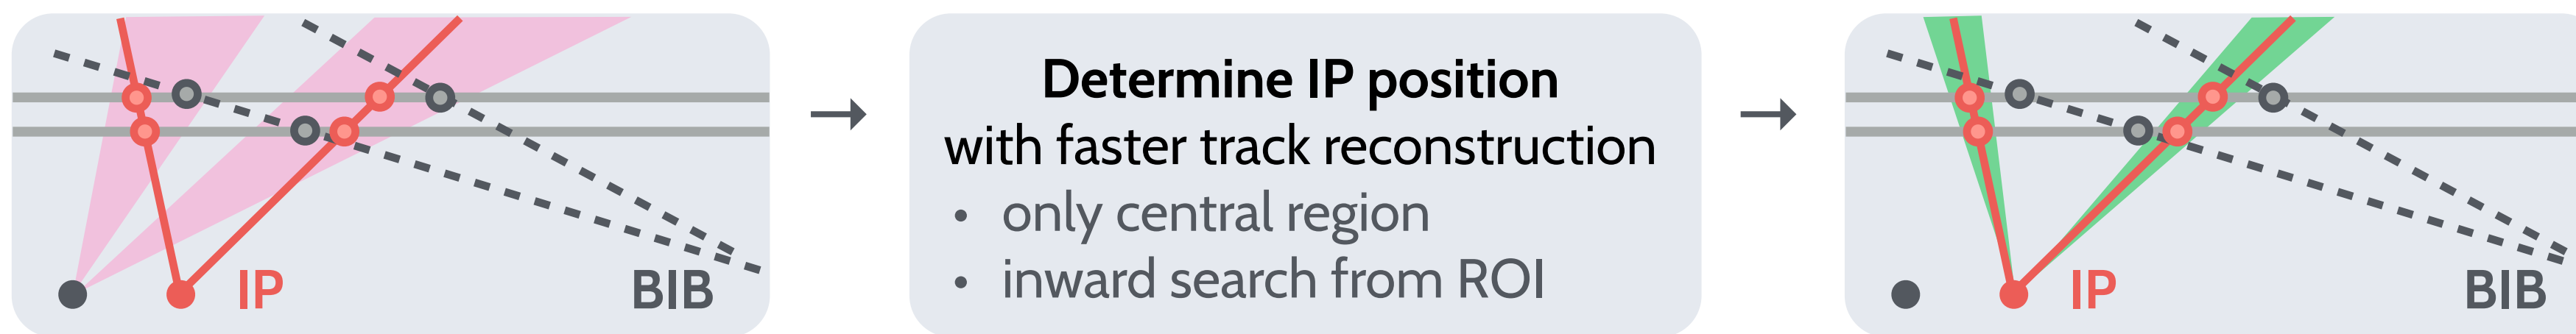 IP
BIB
Determine IP position
with faster track reconstruction
• only central region
• inward search from ROI
IP
BIB